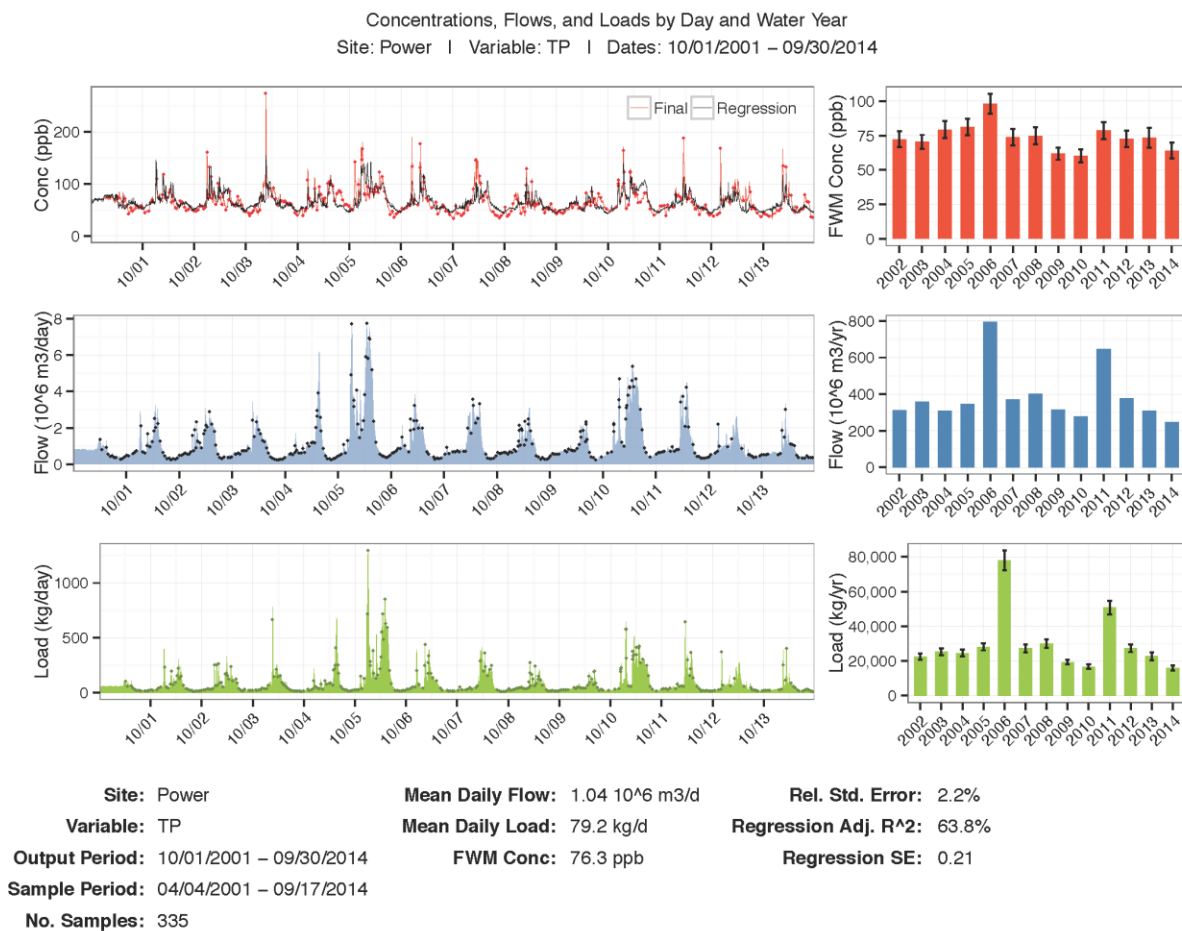 Concentrations, Flows, and Loads by Day and Water Year
Site: Power | Variable: TP | Dates: 10/01/2001 – 09/30/2014
Conc (ppb)
200
100
0
Final Regression
10/01 10/02 10/03 10/04 10/05 10/06 10/07 10/08 10/09 10/10 10/11 10/12 10/13
FWM Conc (ppb)
100
75
50
25
0
2002 2003 2004 2005 2006 2007 2008 2009 2010 2011 2012 2013 2014
Flow (10^6 m3/day)
8
6
4
2
0
10/01 10/02 10/03 10/04 10/05 10/06 10/07 10/08 10/09 10/10 10/11 10/12 10/13
Flow (10^6 m3/yr)
800
600
400
200
0
2002 2003 2004 2005 2006 2007 2008 2009 2010 2011 2012 2013 2014
Load (kg/day)
1000
500
0
10/01 10/02 10/03 10/04 10/05 10/06 10/07 10/08 10/09 10/10 10/11 10/12 10/13
Load (kg/yr)
80,000
60,000
40,000
20,000
0
2002 2003 2004 2005 2006 2007 2008 2009 2010 2011 2012 2013 2014
Site: Power
Variable: TP
Output Period: 10/01/2001 – 09/30/2014
Sample Period: 04/04/2001 – 09/17/2014
No. Samples: 335
Mean Daily Flow: 1.04 10^6 m3/d
Mean Daily Load: 79.2 kg/d
FWM Conc: 76.3 ppb
Rel. Std. Error: 2.2%
Regression Adj. R^2: 63.8%
Regression SE: 0.21